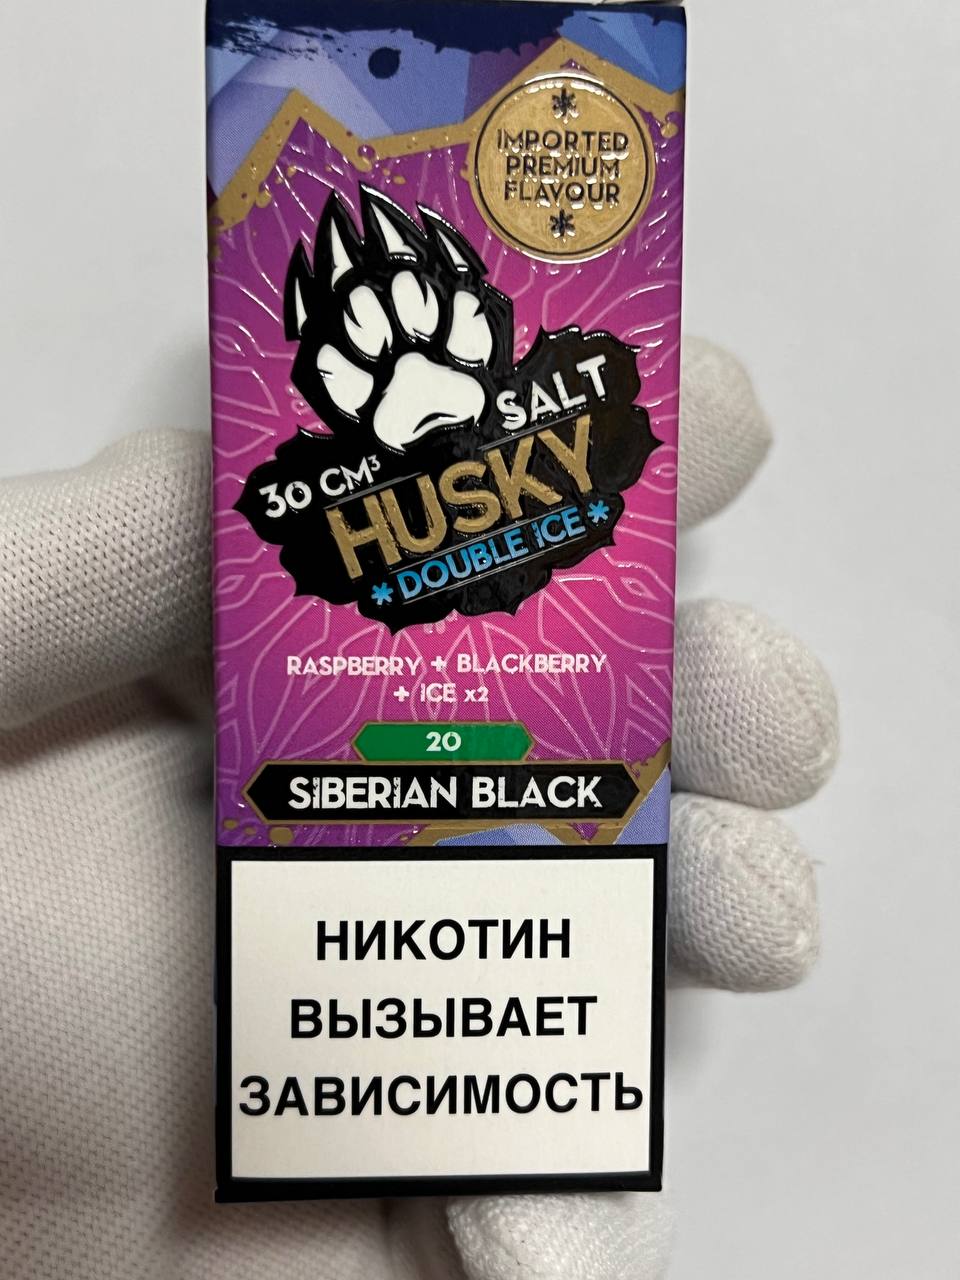 IMPORTED
PREMIUM
FLAVOUR
SALT
30 CM³
HUSKY
*DOUBLE ICE*
RASPBERRY + BLACKBERRY
+ ICE x2
20
SIBERIAN BLACK
НИКОТИН
ВЫЗЫВАЕТ
ЗАВИСИМОСТЬ